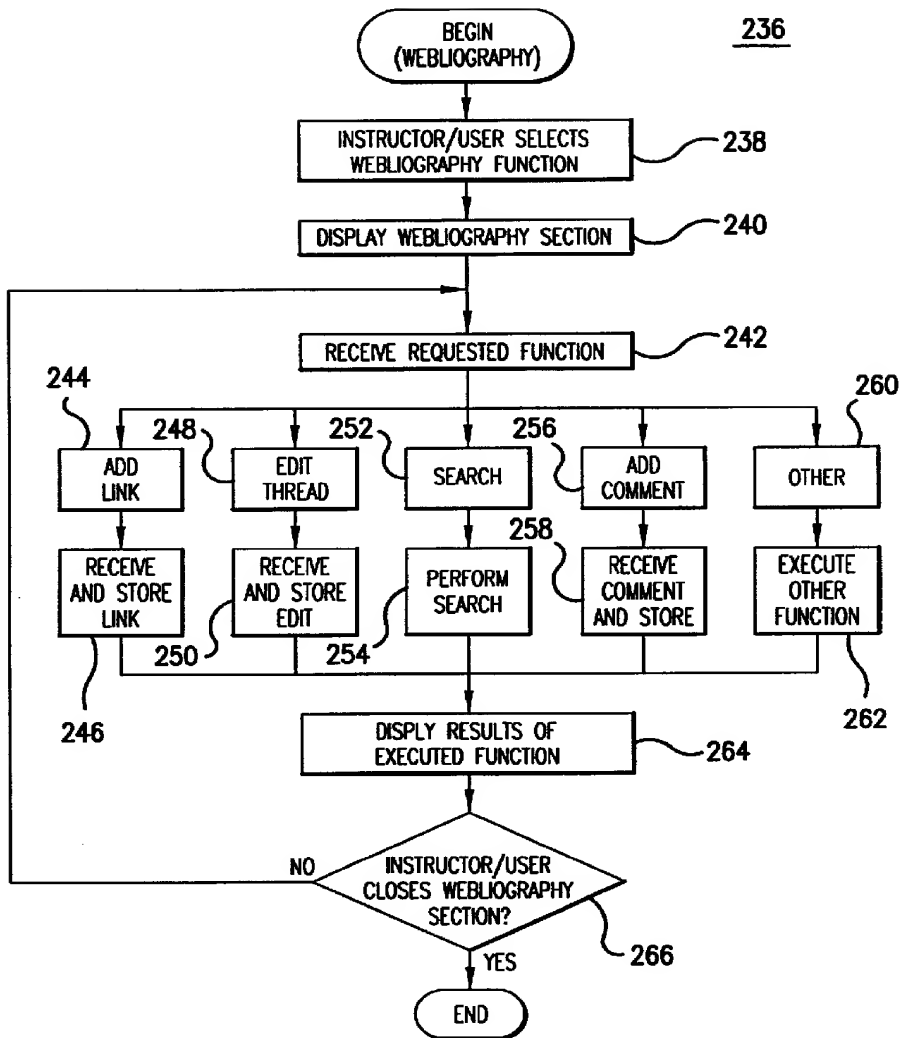 BEGIN
(WEBLIOGRAPHY)
236
INSTRUCTOR/USER SELECTS
WEBLIOGRAPHY FUNCTION
238
DISPLAY WEBLIOGRAPHY SECTION
240
RECEIVE REQUESTED FUNCTION
242
244
248
252
256
260
ADD
LINK
EDIT
THREAD
SEARCH
ADD
COMMENT
OTHER
RECEIVE
AND STORE
LINK
RECEIVE
AND STORE
EDIT
PERFORM
SEARCH
258
RECEIVE
COMMENT
AND STORE
EXECUTE
OTHER
FUNCTION
246
250
254
262
DISPLY RESULTS OF
EXECUTED FUNCTION
264
NO
INSTRUCTOR/USER
CLOSES WEBLIOGRAPHY
SECTION?
266
YES
END